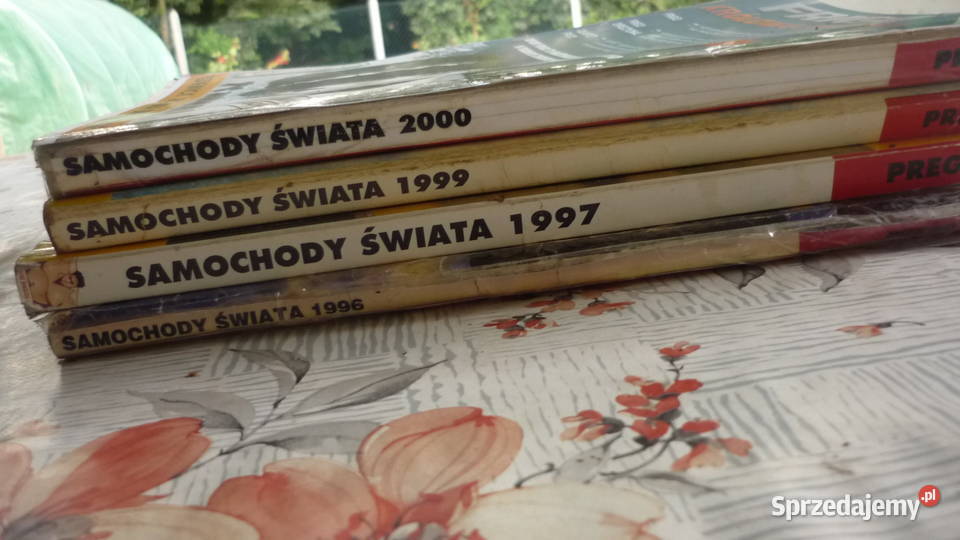 SAMOCHODY ŚWIATA 2000
SAMOCHODY ŚWIATA 1999
SAMOCHODY ŚWIATA 1997
SAMOCHODY ŚWIATA 1996
Sprzedajemy.pl